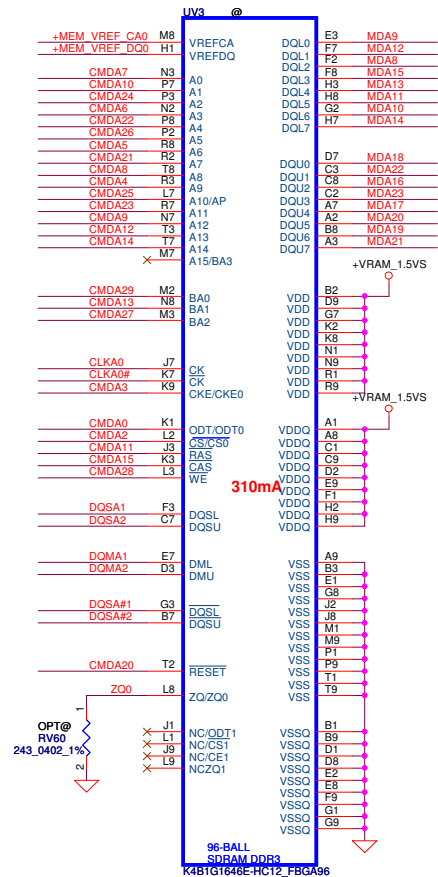 UV3 @
+MEM_VREF_CA0 M8 VREFCA
+MEM_VREF_DQ0 H1 VREFDQ
CMDA7 N3 A0
CMDA10 P7 A1
CMDA24 P3 A2
CMDA6 N2 A3
CMDA22 P8 A4
CMDA26 P2 A5
CMDA5 R8 A6
CMDA21 R2 A7
CMDA8 T8 A8
CMDA4 R3 A9
CMDA25 L7 A10/AP
CMDA23 R7 A11
CMDA9 N7 A12
CMDA12 T3 A13
CMDA14 T7 A14
M7 A15/BA3
CMDA29 M2 BA0
CMDA13 N8 BA1
CMDA27 M3 BA2
CLKA0 J7 CK
CLKA0# K7 CK
CMDA3 K9 CKE/CKE0
CMDA0 K1 ODT/ODT0
CMDA2 L2 CS/CS0
CMDA11 J3 RAS
CMDA15 K3 CAS
CMDA28 L3 WE
DQSA1 F3 DQSL
DQSA2 C7 DQSU
DQMA1 E7 DML
DQMA2 D3 DMU
DQSA#1 G3 DQSL
DQSA#2 B7 DQSU
CMDA20 T2 RESET
ZQ0 L8 ZQ/ZQ0
1
OPT@
RV60
243_0402_1%
2
J1 NC/ODT1
L1 NC/CS1
J9 NC/CE1
L9 NCZQ1
DQL0 E3 MDA9
DQL1 F7 MDA12
DQL2 F2 MDA8
DQL3 F8 MDA15
DQL4 H3 MDA13
DQL5 H8 MDA11
DQL6 G2 MDA10
DQL7 H7 MDA14
DQU0 D7 MDA18
DQU1 C3 MDA22
DQU2 C8 MDA16
DQU3 C2 MDA23
DQU4 A7 MDA17
DQU5 A2 MDA20
DQU6 B8 MDA19
DQU7 A3 MDA21
+VRAM_1.5VS
VDD B2
VDD D9
VDD G7
VDD K2
VDD K8
VDD N1
VDD N9
VDD R1
VDD R9
+VRAM_1.5VS
VDDQ A1
VDDQ A8
VDDQ C1
VDDQ C9
VDDQ D2
VDDQ E9
VDDQ F1
VDDQ H2
VDDQ H9
310mA
VSS A9
VSS B3
VSS E1
VSS G8
VSS J2
VSS J8
VSS M1
VSS M9
VSS P1
VSS P9
VSS T1
VSS T9
VSSQ B1
VSSQ B9
VSSQ D1
VSSQ D8
VSSQ E2
VSSQ E8
VSSQ F9
VSSQ G1
VSSQ G9
96-BALL
SDRAM DDR3
K4B1G1646E-HC12_FBGA96